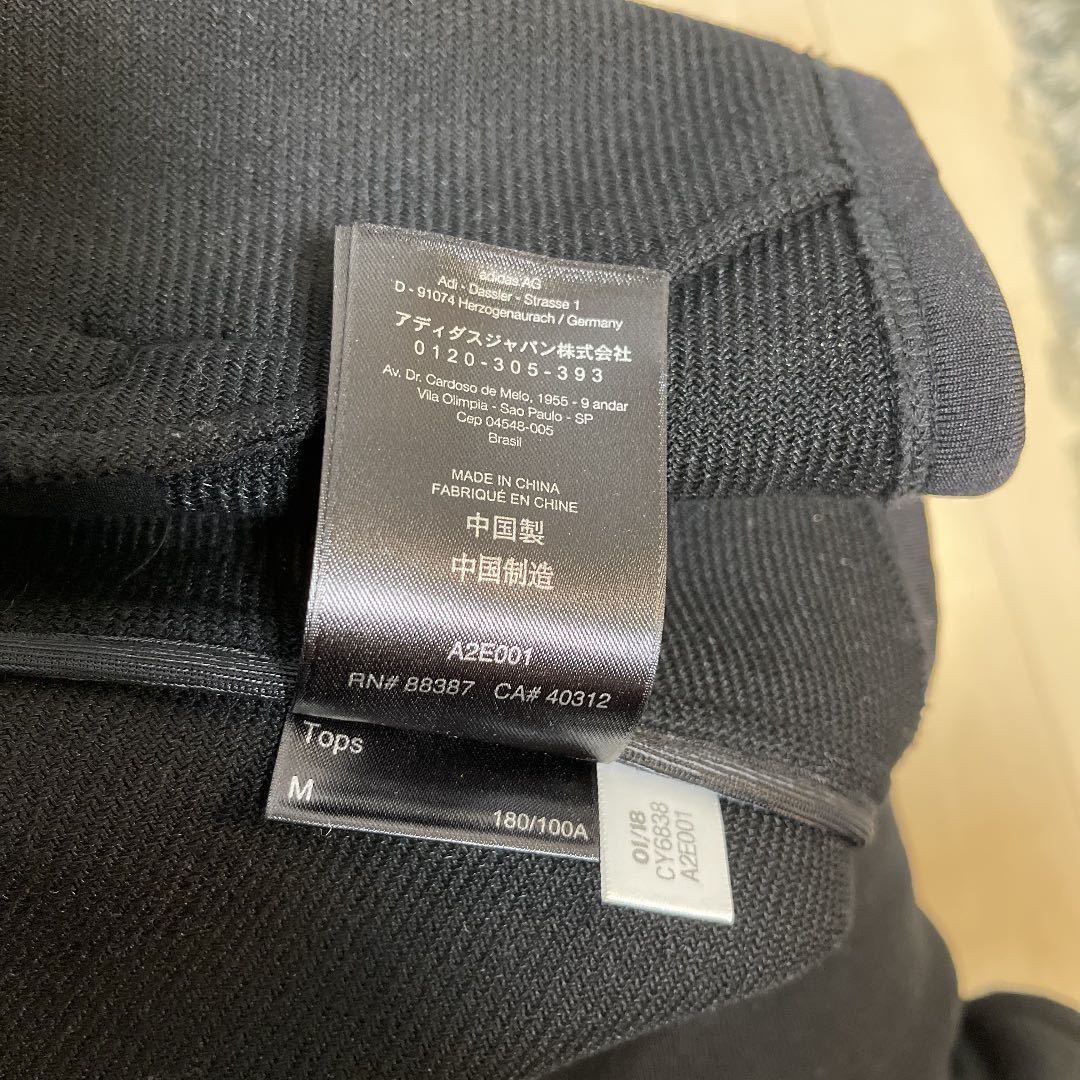 adidas AG
Adi - Dassler - Strasse 1
D - 91074 Herzogenaurach / Germany
アディダスジャパン株式会社
0120-305-393
Av. Dr. Cardoso de Melo, 1955 - 9 andar
Vila Olimpia - Sao Paulo - SP
Cep 04548-005
Brasil
MADE IN CHINA
FABRIQUÉ EN CHINE
中国製
中国制造
A2E001
RN# 88387 CA# 40312
Tops
M
180/100A
01/18
CY6838
A2E001